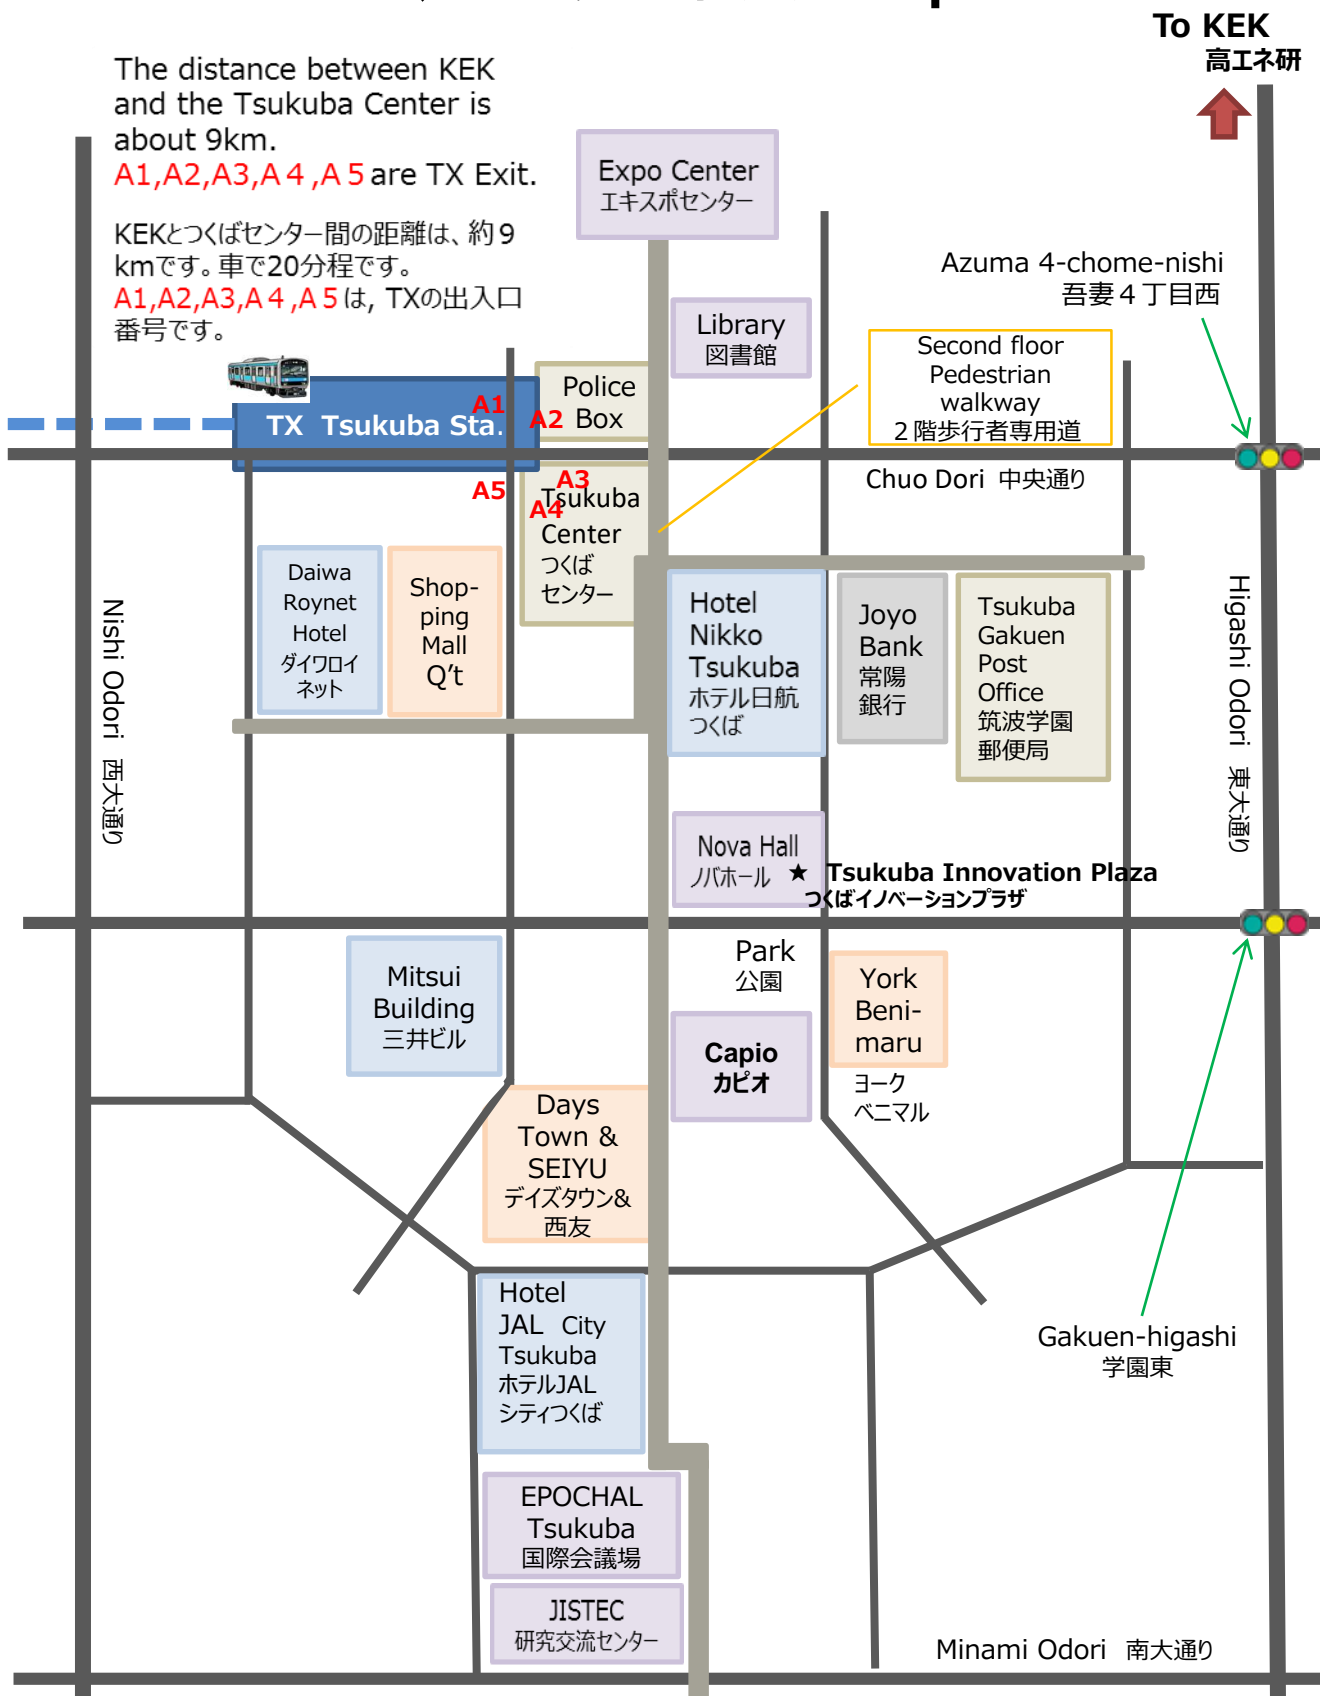 To KEK
高エネ研
The distance between KEK
and the Tsukuba Center is
about 9km.
A1,A2,A3,A４,A５are TX Exit.
KEKとつくばセンター間の距離は、約９
kmです。車で20分程です。
A1,A2,A3,A４,A５は, TXの出入口
番号です。
Expo Center
エキスポセンター
Azuma 4-chome-nishi
吾妻４丁目西
Library
図書館
Second floor
Pedestrian
walkway
２階歩行者専用道
Police
Box
A1
A2
TX Tsukuba Sta.
Chuo Dori 中央通り
A5
A3
A4
Tsukuba
Center
つくば
センター
Daiwa
Roynet
Hotel
ダイワロイ
ネット
Shop-
ping
Mall
Q't
Hotel
Nikko
Tsukuba
ホテル日航
つくば
Joyo
Bank
常陽
銀行
Tsukuba
Gakuen
Post
Office
筑波学園
郵便局
Nishi Odori 西大通り
Higashi Odori 東大通り
Nova Hall
ノバホール
★ Tsukuba Innovation Plaza
つくばイノベーションプラザ
Mitsui
Building
三井ビル
Park
公園
York
Beni-
maru
ヨーク
ベニマル
Capio
カピオ
Days
Town &
SEIYU
デイズタウン&
西友
Hotel
JAL City
Tsukuba
ホテルJAL
シティつくば
Gakuen-higashi
学園東
EPOCHAL
Tsukuba
国際会議場
JISTEC
研究交流センター
Minami Odori 南大通り